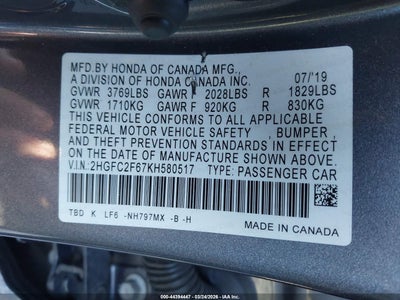 MFD.BY HONDA OF CANADA MFG.,
A DIVISION OF HONDA CANADA INC. 07/'19
GVWR 3769LBS GAWR F 2028LBS R 1829LBS
GVWR 1710KG GAWR F 920KG R 830KG
THIS VEHICLE CONFORMS TO ALL APPLICABLE
FEDERAL MOTOR VEHICLE SAFETY , BUMPER ,
AND THEFT PREVENTION STANDARDS IN EFFECT
ON THE DATE OF MANUFACTURE SHOWN ABOVE.
V.I.N: 2HGFC2F67KH580517 TYPE: PASSENGER CAR
TBD K LF6 -NH797MX -B -H
MADE IN CANADA
000-44394447 - 03/24/2026 - IAA